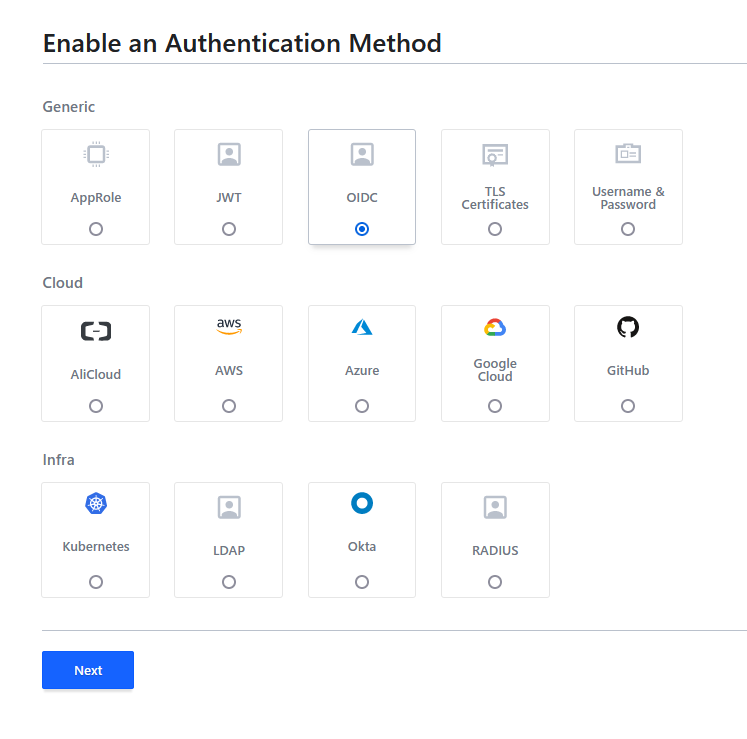 Enable an Authentication Method
Generic
AppRole
JWT
OIDC
TLS
Certificates
Username &
Password
Cloud
AliCloud
aws
AWS
Azure
Google
Cloud
GitHub
Infra
Kubernetes
LDAP
Okta
RADIUS
Next